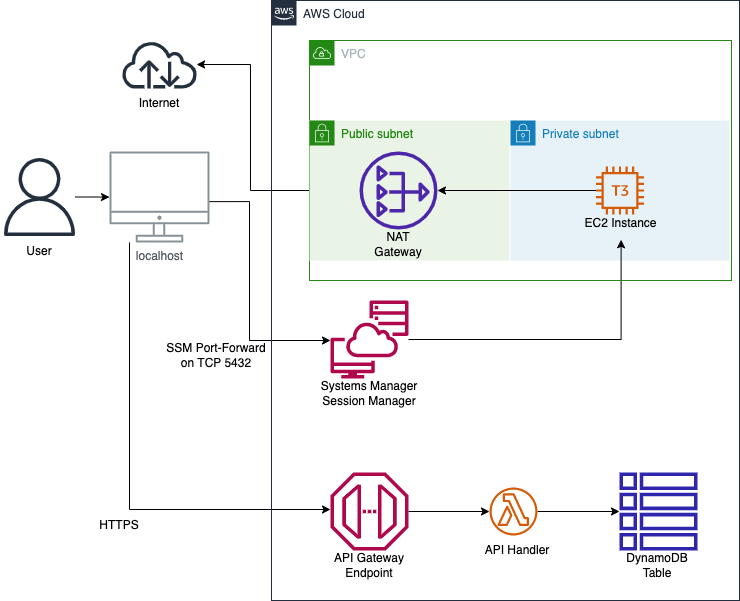 aws
AWS Cloud
VPC
Internet
Public subnet
Private subnet
T3
EC2 Instance
User
localhost
NAT
Gateway
SSM Port-Forward
on TCP 5432
Systems Manager
Session Manager
HTTPS
API Gateway
Endpoint
API Handler
DynamoDB
Table